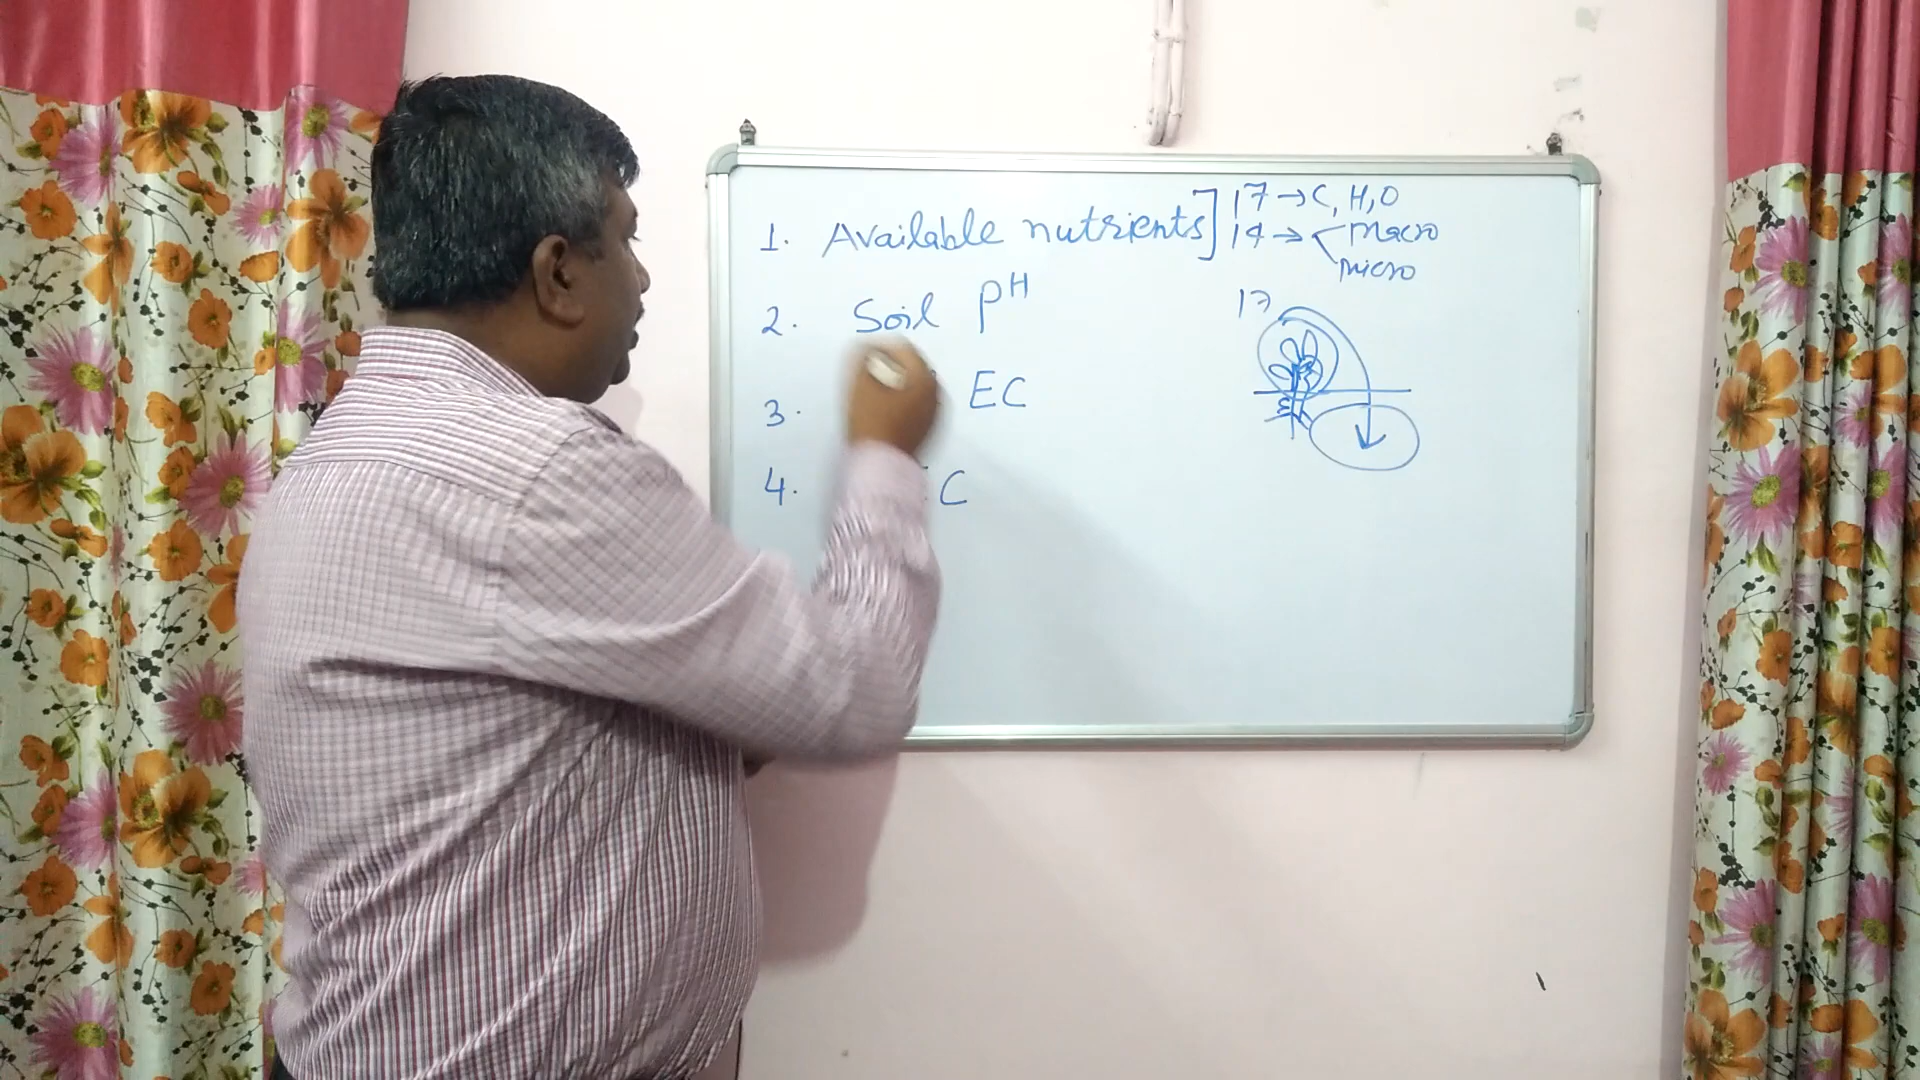 1. Available nutrients] 17 → C, H, O
14 → Macro
Micro
2. Soil pH
17
3. EC
4. C